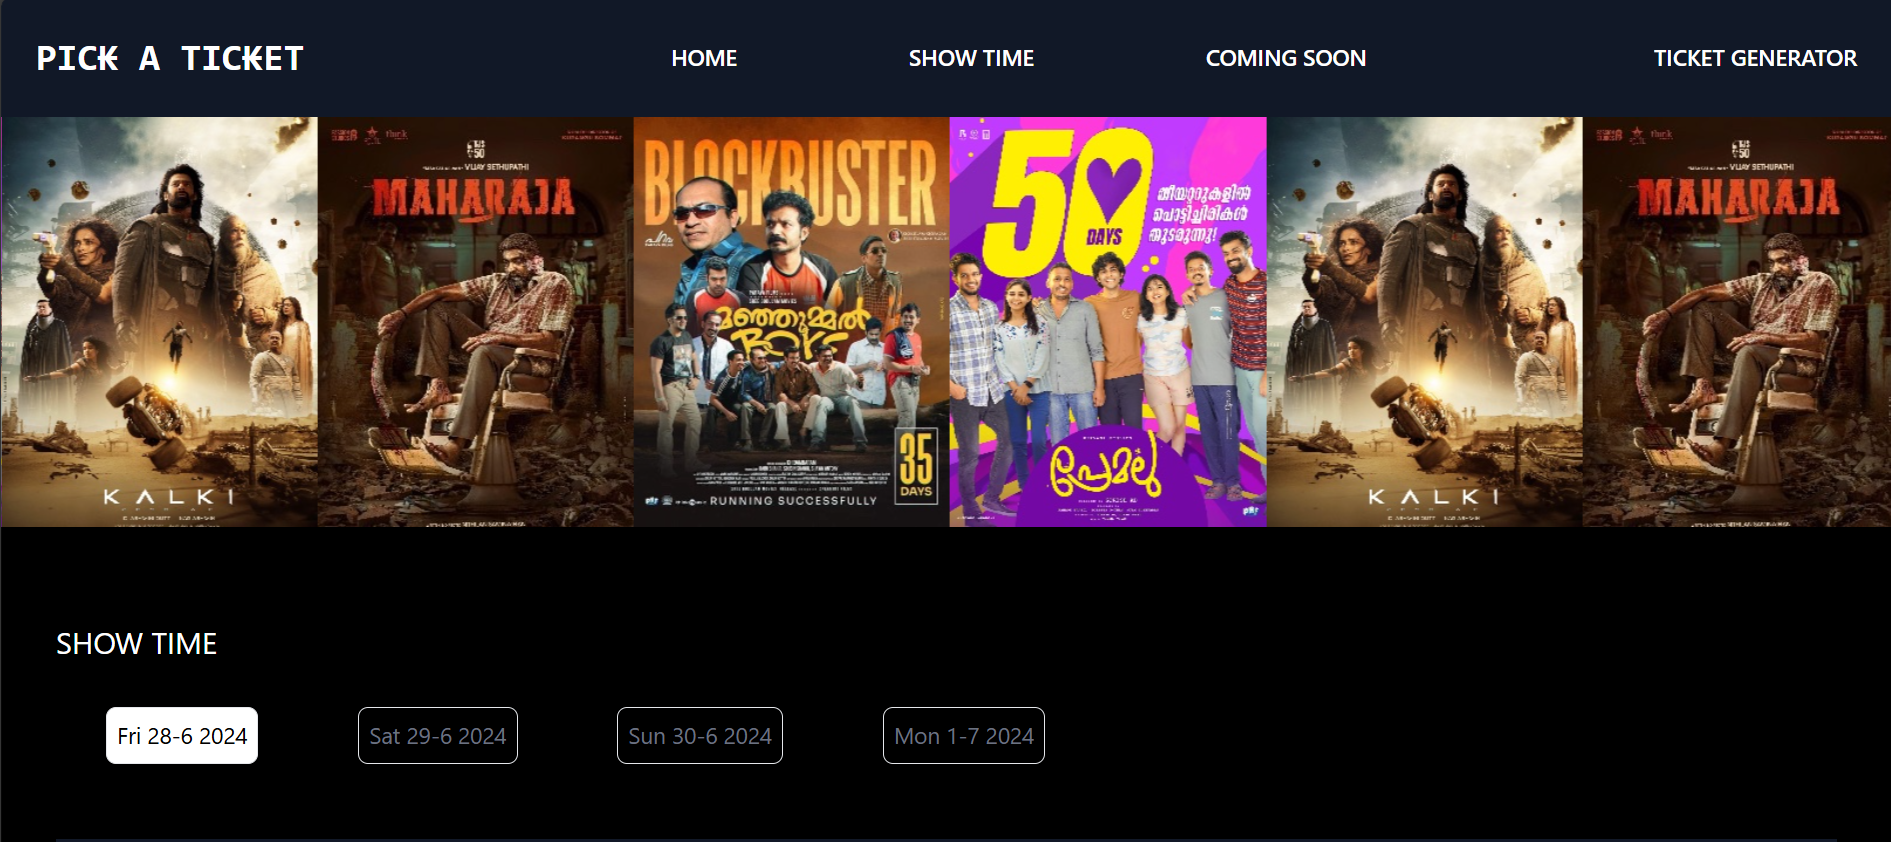 PICK A TICKET
HOME
SHOW TIME
COMING SOON
TICKET GENERATOR
KALKI
VIJAY SETHUPATHI
MAHARAJA
BLOCKBUSTER
മഞ്ഞുമ്മൽ
BOYS
35
DAYS
RUNNING SUCCESSFULLY
50
DAYS
തീയറ്ററുകളിൽ
പൊട്ടിച്ചിരികൾ
തുടരുന്നു!
പ്രേമലു
KALKI
VIJAY SETHUPATHI
MAHARAJA
SHOW TIME
Fri 28-6 2024
Sat 29-6 2024
Sun 30-6 2024
Mon 1-7 2024